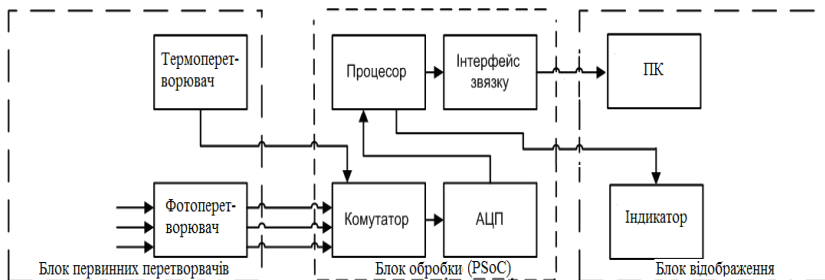 Термоперет-
ворювач
Процесор
Інтерфейс
звязку
ПК
Фотоперет-
ворювач
Комутатор
АЦП
Індикатор
Блок первинних перетворвачів
Блок обробки (PSoC)
Блок відображення